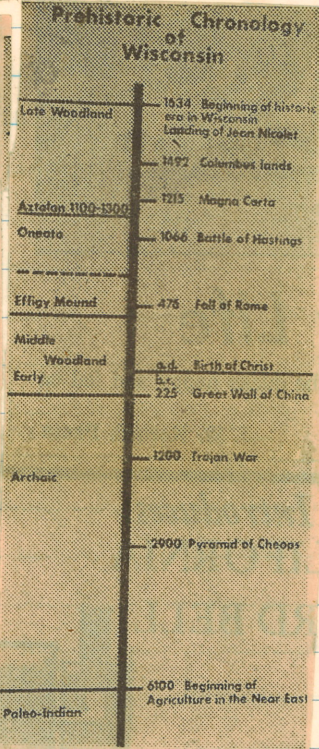 Prehistoric Chronology
of
Wisconsin
1634 Beginning of historic
era in Wisconsin
Landing of Jean Nicolet
Late Woodland
1492 Columbus lands
1215 Magna Carta
Aztalan 1100-1300
Oneota
1066 Battle of Hastings
Effigy Mound
476 Fall of Rome
Middle
Woodland
Early
a.d. Birth of Christ
b.c.
225 Great Wall of China
1200 Trojan War
Archaic
2900 Pyramid of Cheops
6100 Beginning of
Agriculture in the Near East
Paleo-Indian